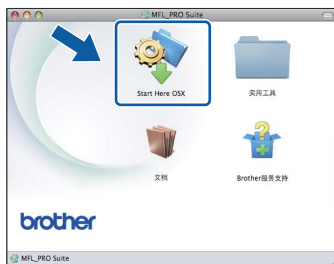 MFL_PRO Suite
Start Here OSX
实用工具
文档
Brother服务支持
brother
MFL_PRO Suite